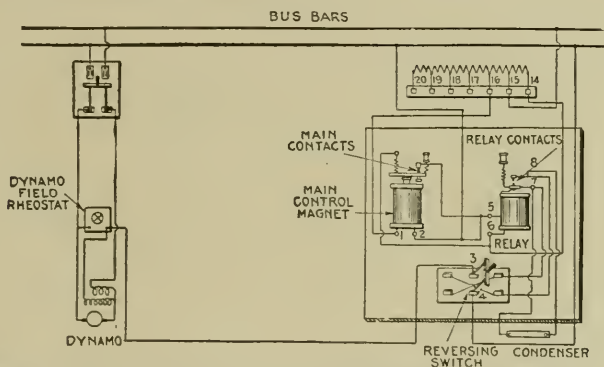 BUS BARS
20 19 18 17 16 15 14
MAIN
CONTACTS
RELAY CONTACTS
8
7
DYNAMO
FIELD
RHEOSTAT
MAIN
CONTROL
MAGNET
5
6
1 2
RELAY
3
4
DYNAMO
REVERSING
SWITCH
CONDENSER